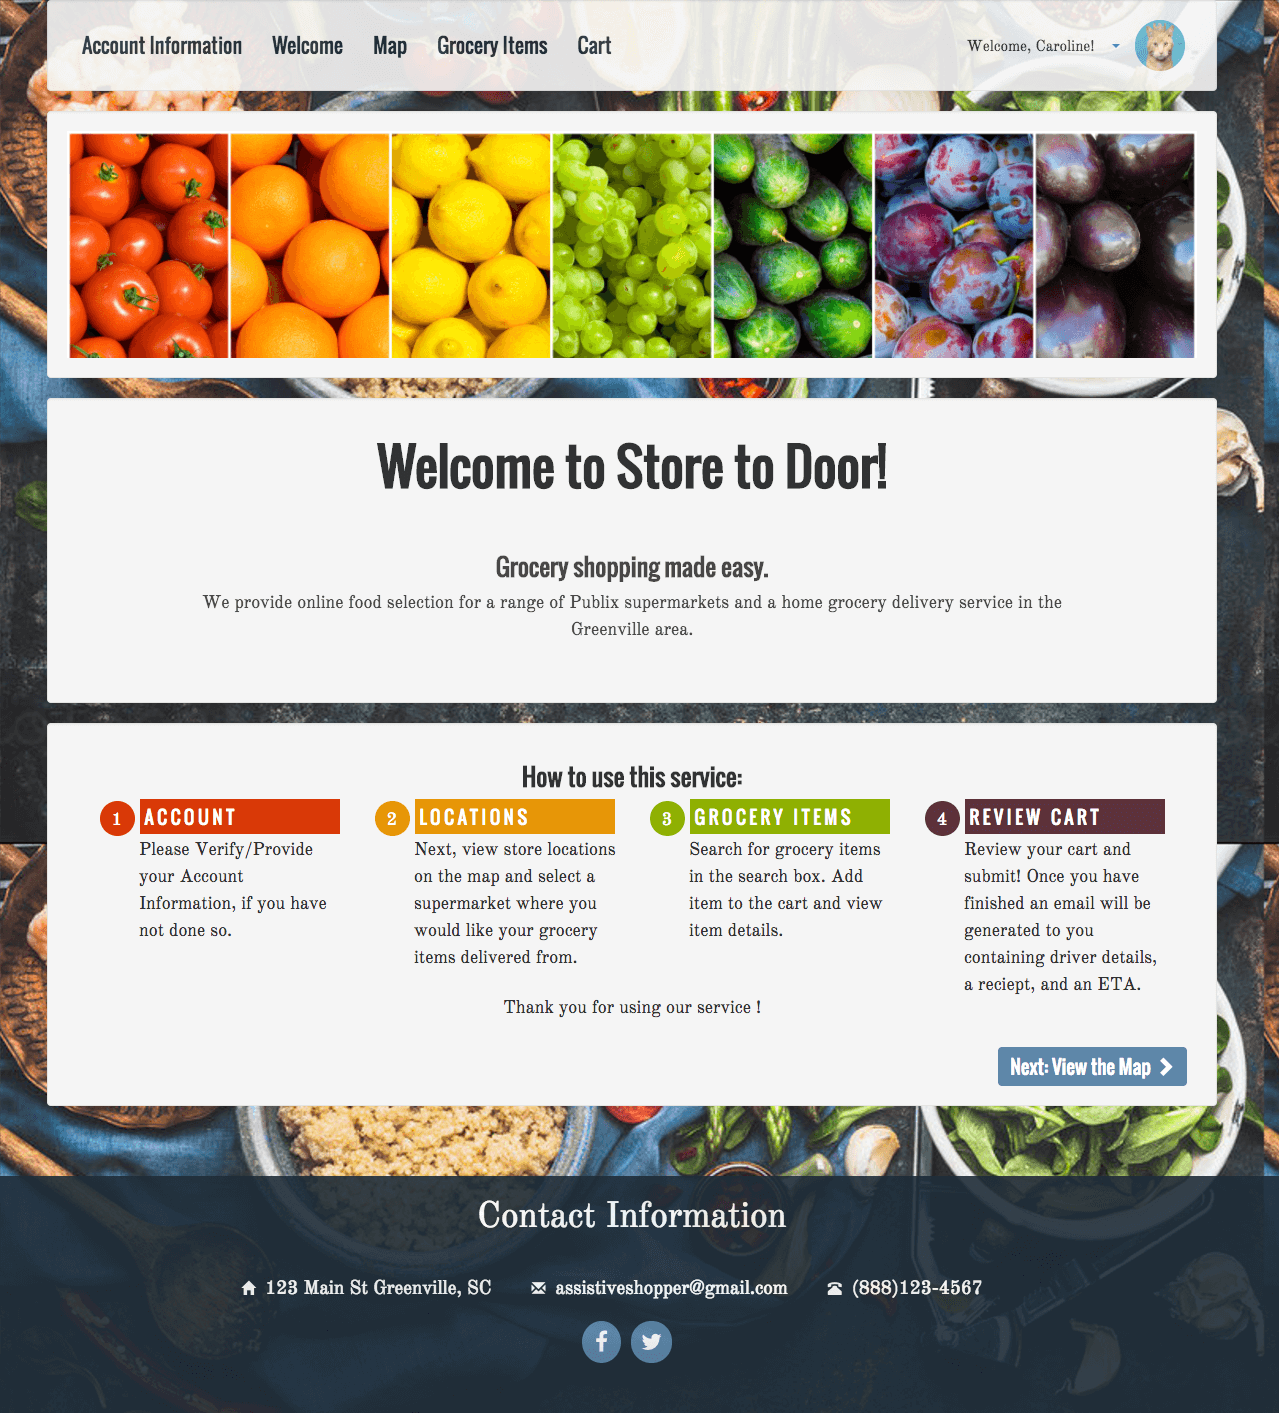 Account Information Welcome Map Grocery Items Cart Welcome, Caroline!
Welcome to Store to Door!
Grocery shopping made easy.
We provide online food selection for a range of Publix supermarkets and a home grocery delivery service in the
Greenville area.
How to use this service:
1 ACCOUNT
Please Verify/Provide
your Account
Information, if you have
not done so.
2 LOCATIONS
Next, view store locations
on the map and select a
supermarket where you
would like your grocery
items delivered from.
3 GROCERY ITEMS
Search for grocery items
in the search box. Add
item to the cart and view
item details.
4 REVIEW CART
Review your cart and
submit! Once you have
finished an email will be
generated to you
containing driver details,
a reciept, and an ETA.
Thank you for using our service !
Next: View the Map
Contact Information
123 Main St Greenville, SC assistiveshopper@gmail.com (888)123-4567